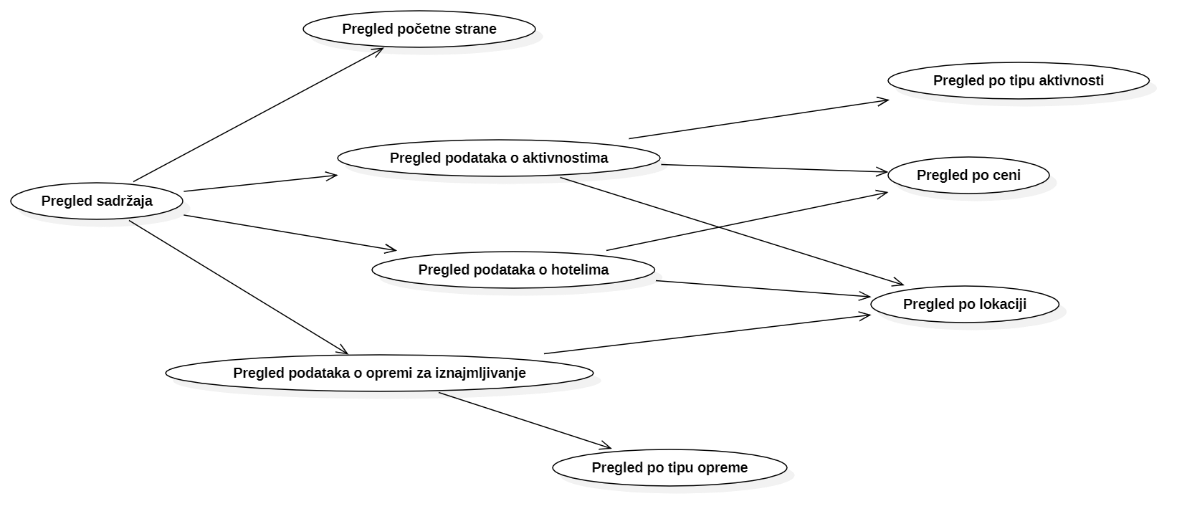 Pregled početne strane
Pregled po tipu aktivnosti
Pregled podataka o aktivnostima
Pregled po ceni
Pregled sadržaja
Pregled podataka o hotelima
Pregled po lokaciji
Pregled podataka o opremi za iznajmljivanje
Pregled po tipu opreme